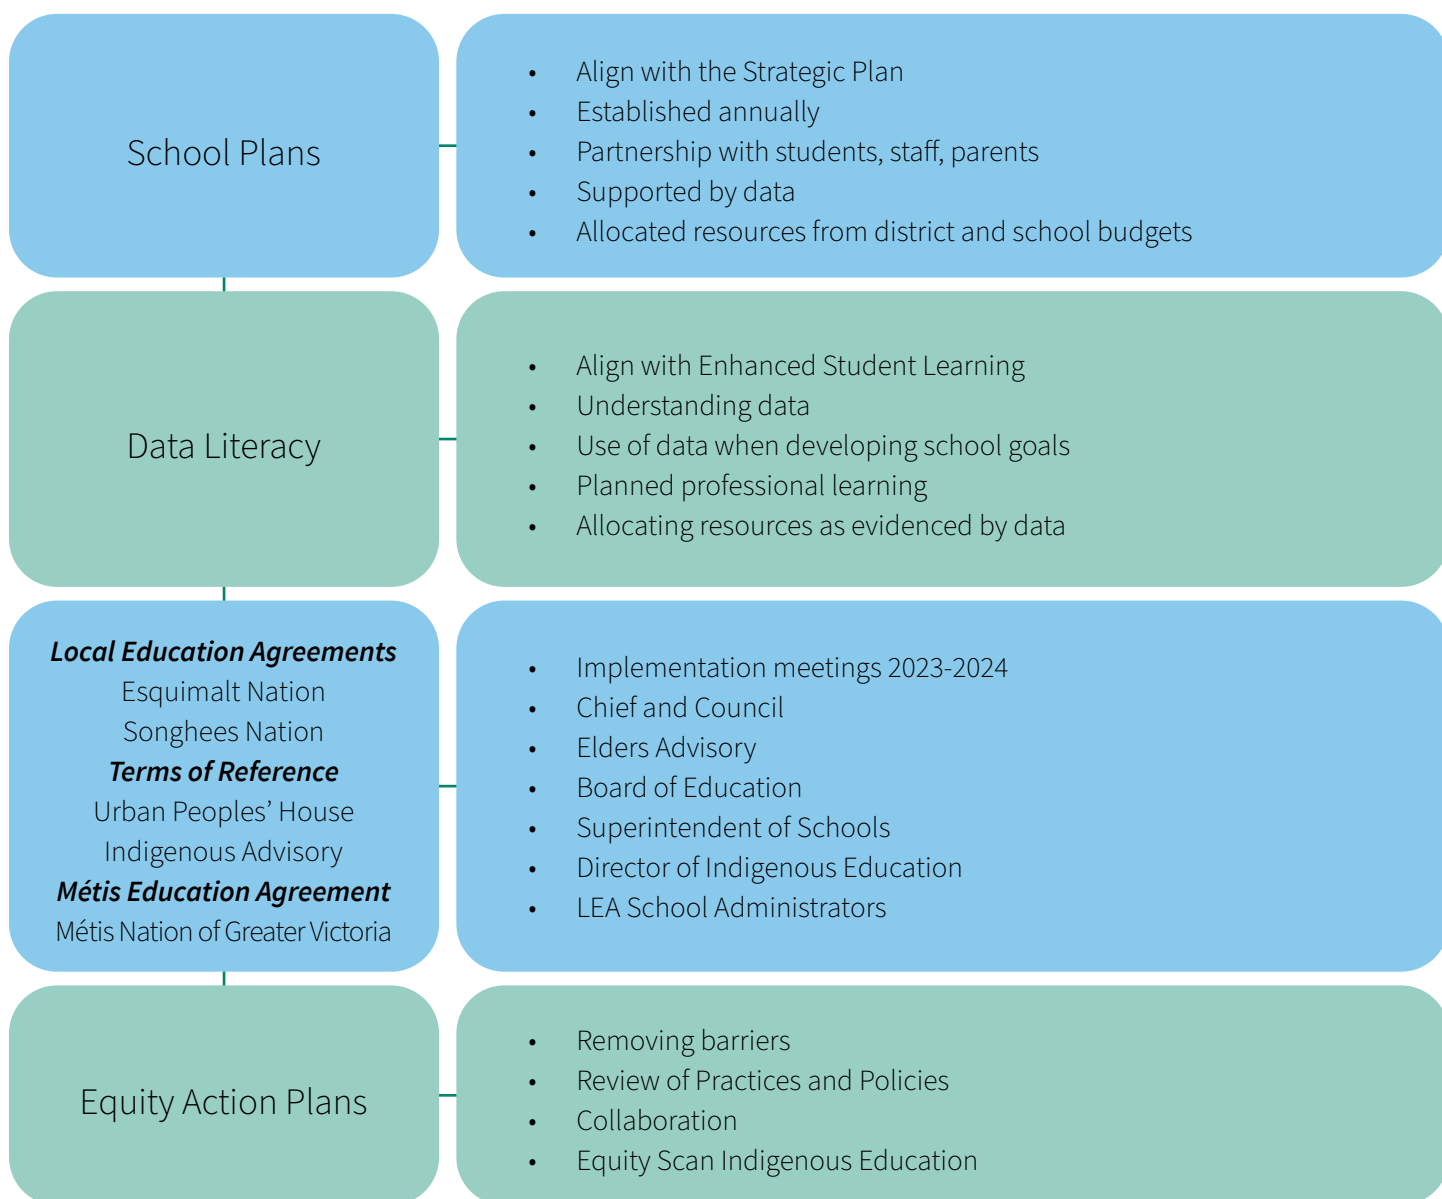 School Plans
• Align with the Strategic Plan
• Established annually
• Partnership with students, staff, parents
• Supported by data
• Allocated resources from district and school budgets
Data Literacy
• Align with Enhanced Student Learning
• Understanding data
• Use of data when developing school goals
• Planned professional learning
• Allocating resources as evidenced by data
Local Education Agreements
Esquimalt Nation
Songhees Nation
Terms of Reference
Urban Peoples’ House
Indigenous Advisory
Métis Education Agreement
Métis Nation of Greater Victoria
• Implementation meetings 2023-2024
• Chief and Council
• Elders Advisory
• Board of Education
• Superintendent of Schools
• Director of Indigenous Education
• LEA School Administrators
Equity Action Plans
• Removing barriers
• Review of Practices and Policies
• Collaboration
• Equity Scan Indigenous Education